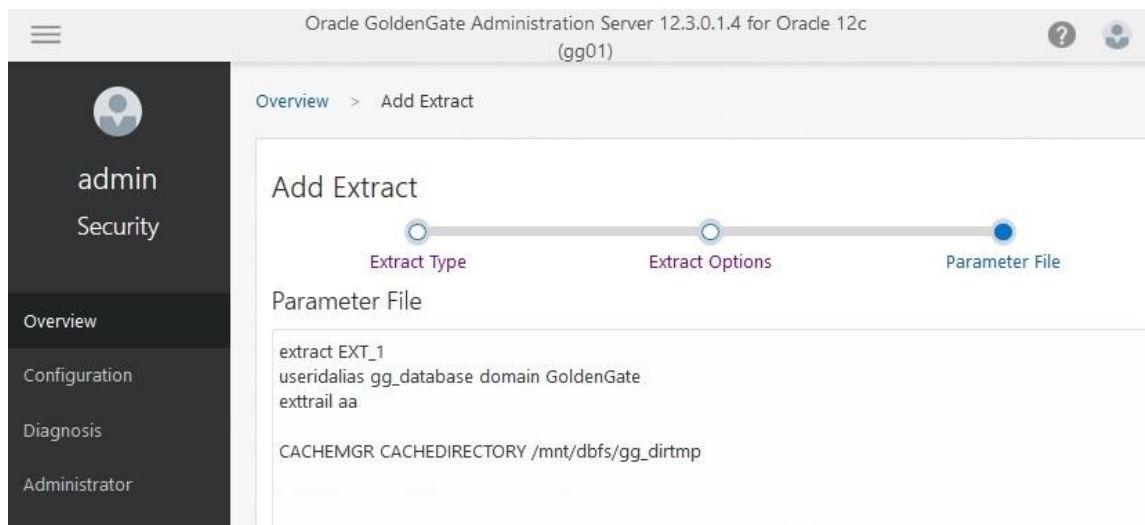 Oracle GoldenGate Administration Server 12.3.0.1.4 for Oracle 12c
(gg01)
?
admin
Security
Overview
Configuration
Diagnosis
Administrator
Overview > Add Extract
Add Extract
Extract Type
Extract Options
Parameter File
Parameter File
extract EXT_1
useridalias gg_database domain GoldenGate
exttrail aa
CACHEMGR CACHEDIRECTORY /mnt/dbfs/gg_dirtmp